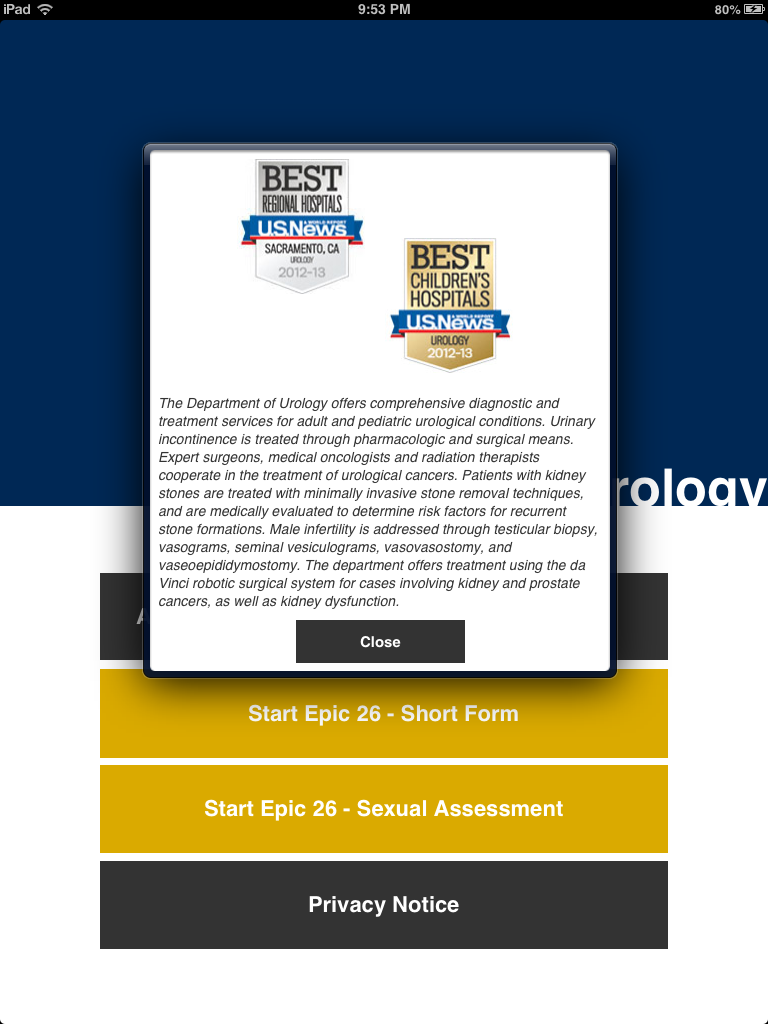 iPad 9:53 PM 80%
BEST
REGIONAL HOSPITALS
U.S.News
& WORLD REPORT
SACRAMENTO, CA
UROLOGY
2012-13
BEST
CHILDREN'S
HOSPITALS
U.S.News
& WORLD REPORT
UROLOGY
2012-13
The Department of Urology offers comprehensive diagnostic and
treatment services for adult and pediatric urological conditions. Urinary
incontinence is treated through pharmacologic and surgical means.
Expert surgeons, medical oncologists and radiation therapists
cooperate in the treatment of urological cancers. Patients with kidney
stones are treated with minimally invasive stone removal techniques,
and are medically evaluated to determine risk factors for recurrent
stone formations. Male infertility is addressed through testicular biopsy,
vasograms, seminal vesiculograms, vasovasostomy, and
vaseoepididymostomy. The department offers treatment using the da
Vinci robotic surgical system for cases involving kidney and prostate
cancers, as well as kidney dysfunction.
rology
Close
Start Epic 26 - Short Form
Start Epic 26 - Sexual Assessment
Privacy Notice